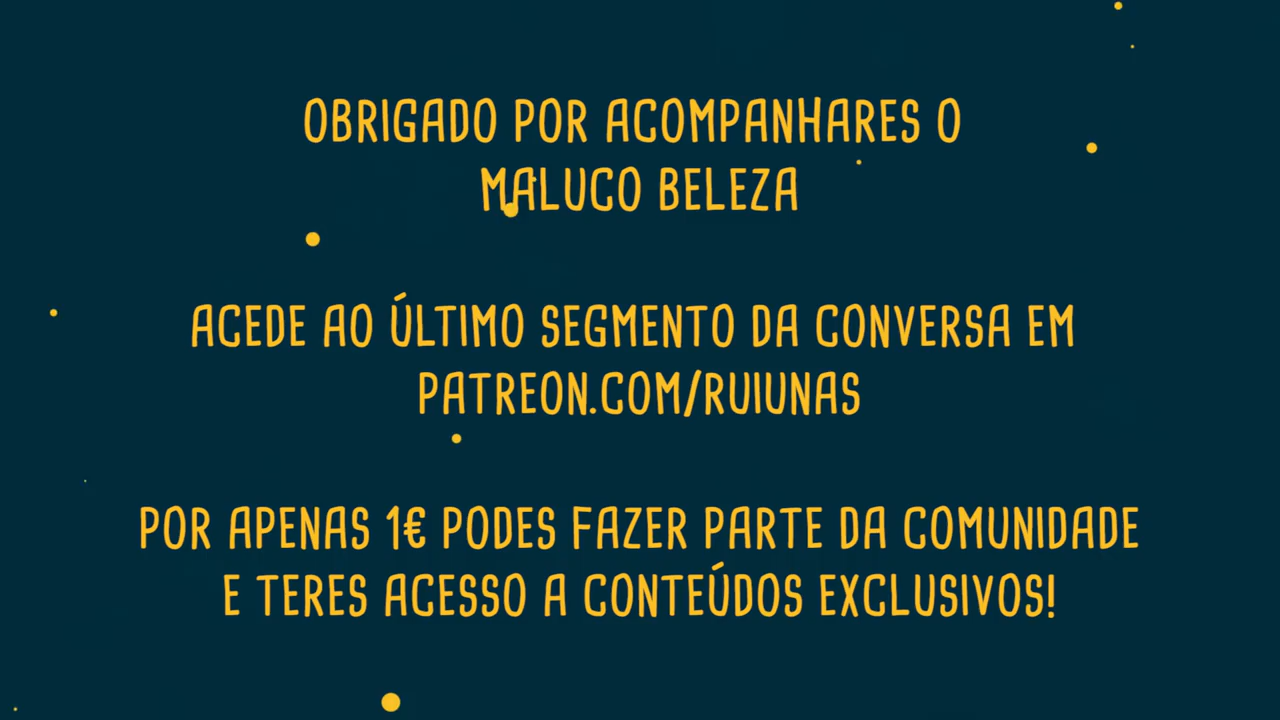 OBRIGADO POR ACOMPANHARES O
MALUCO BELEZA
ACEDE AO ÚLTIMO SEGMENTO DA CONVERSA EM
PATREON.COM/RUIUNAS
POR APENAS 1€ PODES FAZER PARTE DA COMUNIDADE
E TERES ACESSO A CONTEÚDOS EXCLUSIVOS!